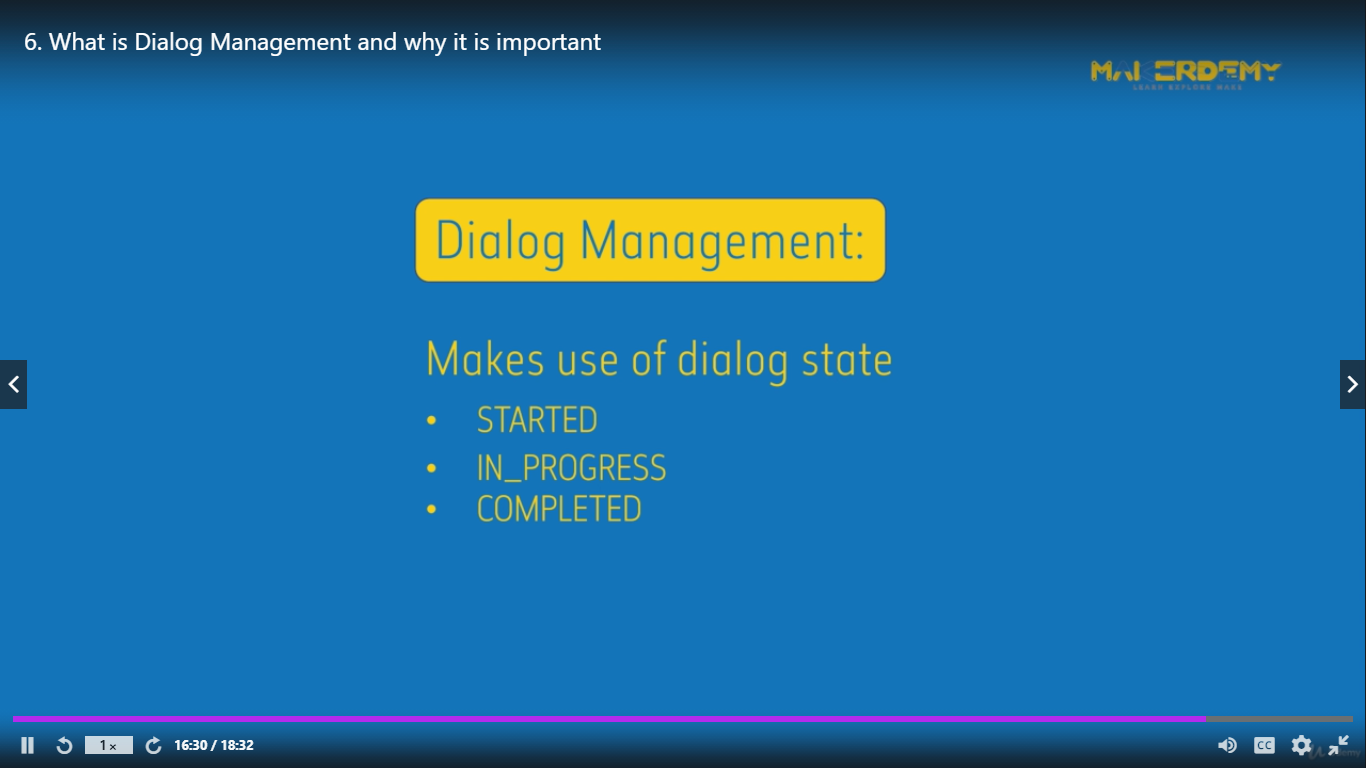 6. What is Dialog Management and why it is important
MAKERDEMY
LEARN EXPLORE MAKE
Dialog Management:
Makes use of dialog state
• STARTED
• IN_PROGRESS
• COMPLETED
1 x
16:30 / 18:32
CC